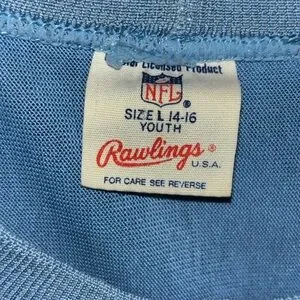 Licensed Product
NFL ®
SIZE L 14-16
YOUTH
Rawlings ®
U.S.A.
FOR CARE SEE REVERSE